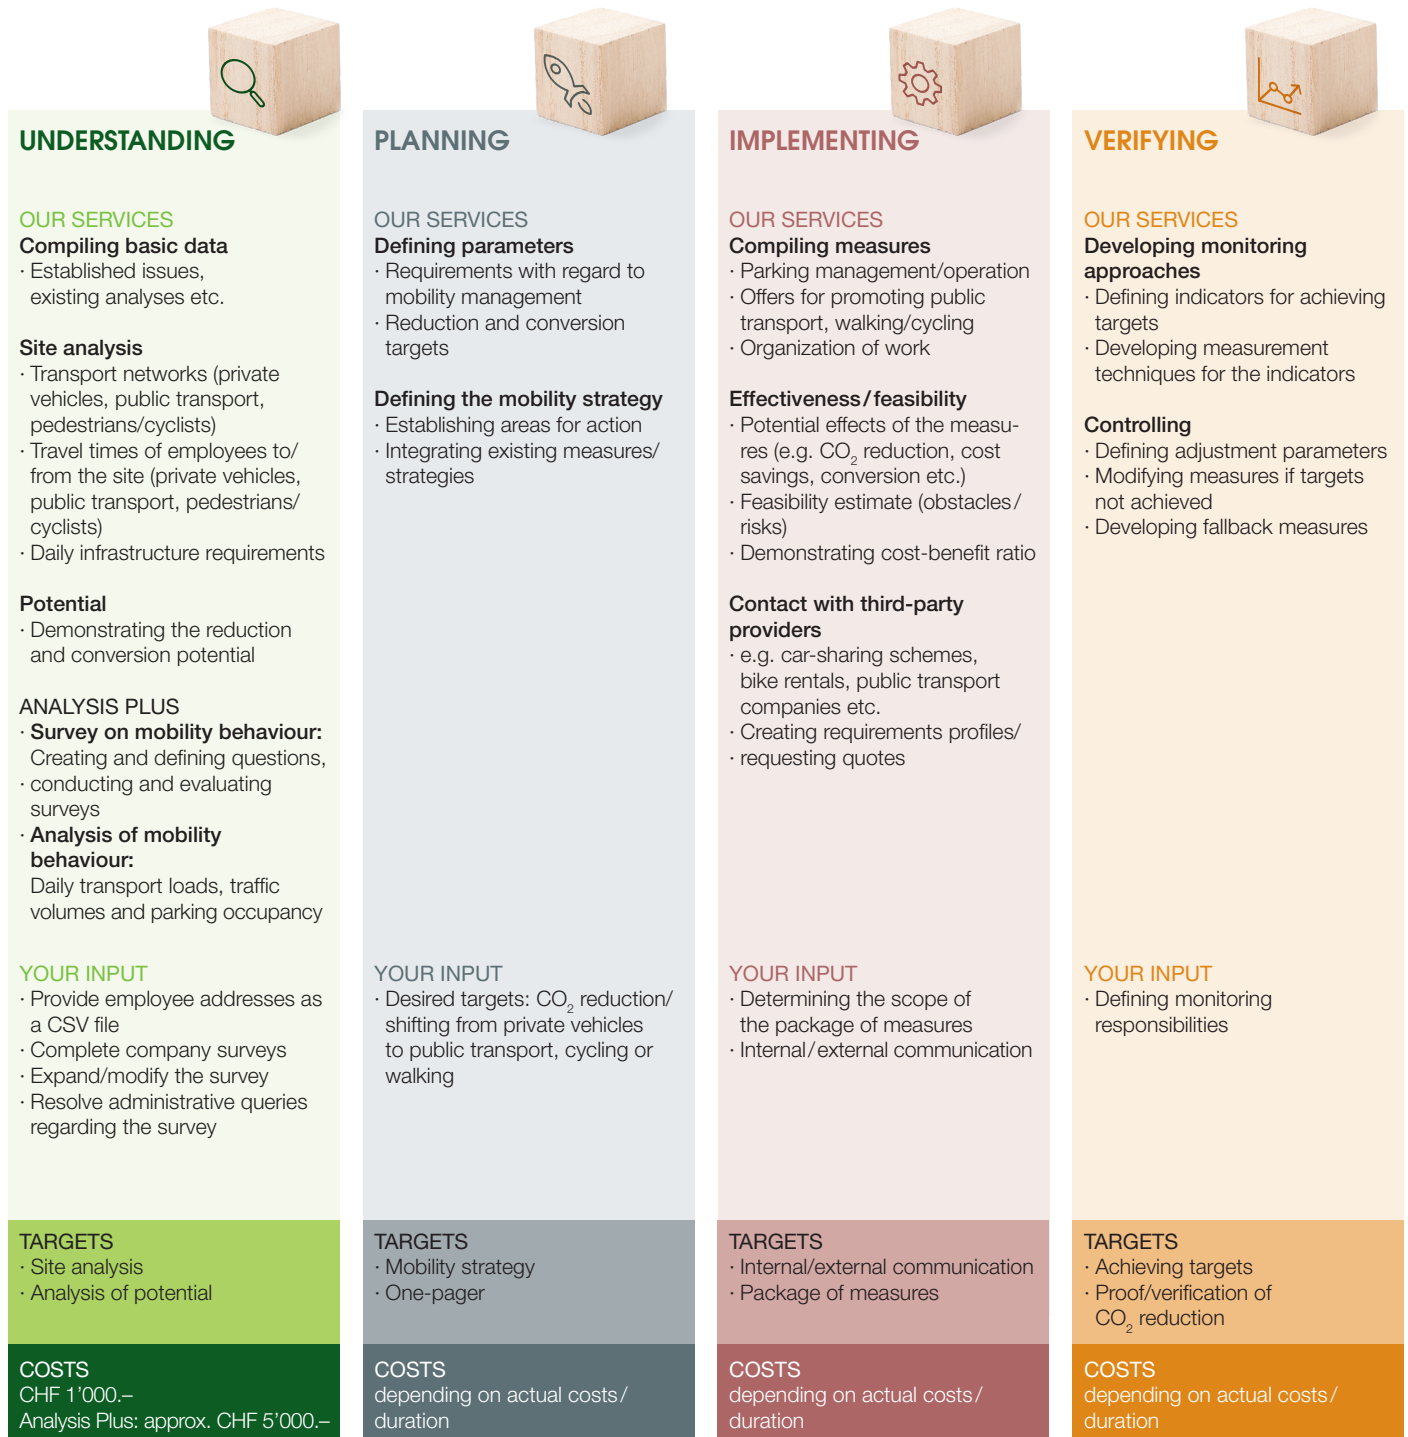 UNDERSTANDING
OUR SERVICES
Compiling basic data
· Established issues,
existing analyses etc.
Site analysis
· Transport networks (private
vehicles, public transport,
pedestrians/cyclists)
· Travel times of employees to/
from the site (private vehicles,
public transport, pedestrians/
cyclists)
· Daily infrastructure requirements
Potential
· Demonstrating the reduction
and conversion potential
ANALYSIS PLUS
· Survey on mobility behaviour:
Creating and defining questions,
· conducting and evaluating
surveys
· Analysis of mobility
behaviour:
Daily transport loads, traffic
volumes and parking occupancy
YOUR INPUT
· Provide employee addresses as
a CSV file
· Complete company surveys
· Expand/modify the survey
· Resolve administrative queries
regarding the survey
TARGETS
· Site analysis
· Analysis of potential
COSTS
CHF 1'000.–
Analysis Plus: approx. CHF 5'000.–
PLANNING
OUR SERVICES
Defining parameters
· Requirements with regard to
mobility management
· Reduction and conversion
targets
Defining the mobility strategy
· Establishing areas for action
· Integrating existing measures/
strategies
YOUR INPUT
· Desired targets: CO₂ reduction/
shifting from private vehicles
to public transport, cycling or
walking
TARGETS
· Mobility strategy
· One-pager
COSTS
depending on actual costs/
duration
IMPLEMENTING
OUR SERVICES
Compiling measures
· Parking management/operation
· Offers for promoting public
transport, walking/cycling
· Organization of work
Effectiveness/feasibility
· Potential effects of the measu-
res (e.g. CO₂ reduction, cost
savings, conversion etc.)
· Feasibility estimate (obstacles/
risks)
· Demonstrating cost-benefit ratio
Contact with third-party
providers
· e.g. car-sharing schemes,
bike rentals, public transport
companies etc.
· Creating requirements profiles/
· requesting quotes
YOUR INPUT
· Determining the scope of
the package of measures
· Internal/external communication
TARGETS
· Internal/external communication
· Package of measures
COSTS
depending on actual costs/
duration
VERIFYING
OUR SERVICES
Developing monitoring
approaches
· Defining indicators for achieving
targets
· Developing measurement
techniques for the indicators
Controlling
· Defining adjustment parameters
· Modifying measures if targets
not achieved
· Developing fallback measures
YOUR INPUT
· Defining monitoring
responsibilities
TARGETS
· Achieving targets
· Proof/verification of
CO₂ reduction
COSTS
depending on actual costs/
duration